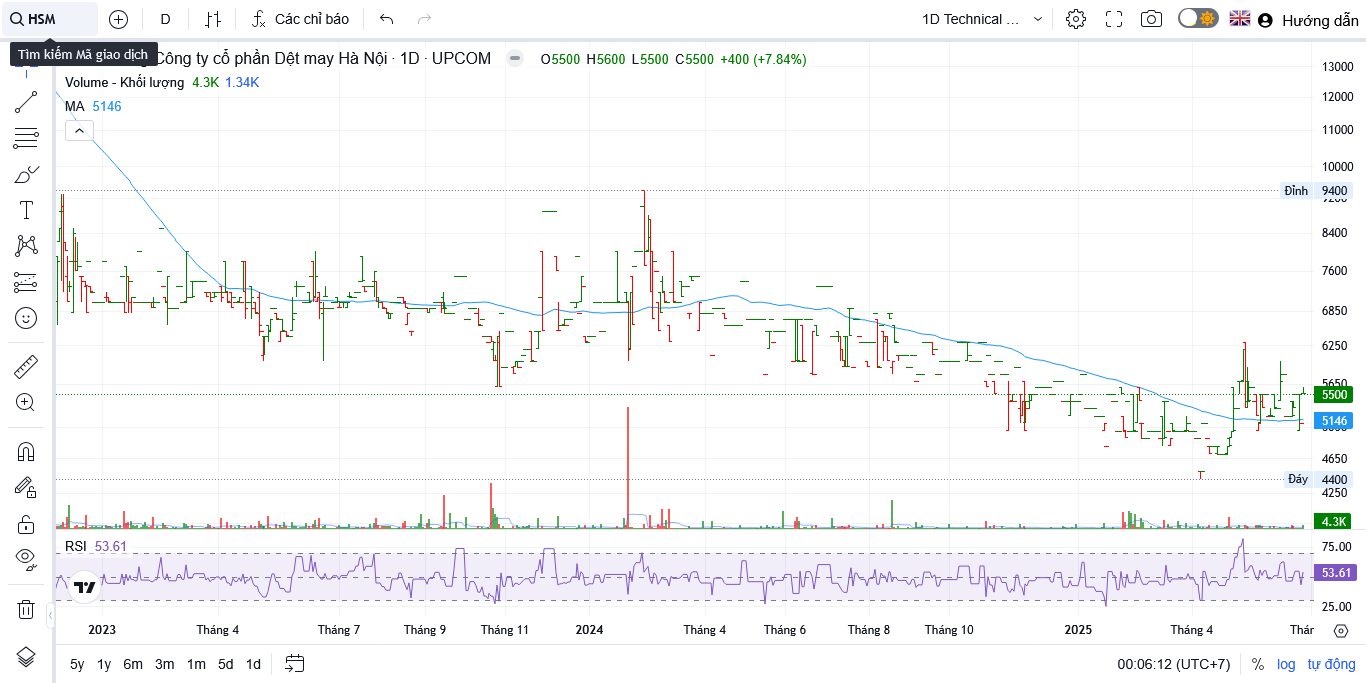 HSM
D
Các chỉ báo
1D Technical ...
Hướng dẫn
Tìm kiếm Mã giao dịch
Công ty cổ phần Dệt may Hà Nội · 1D · UPCOM
O5500 H5600 L5500 C5500 +400 (+7.84%)
Volume - Khối lượng 4.3K 1.34K
MA 5146
13000
12000
11000
10000
Đỉnh 9400
9200
8400
7600
6850
6250
5650
5500
5146
4650
Đáy 4400
4250
4.3K
RSI 53.61
75.00
53.61
25.00
2023
Tháng 4
Tháng 7
Tháng 9
Tháng 11
2024
Tháng 4
Tháng 6
Tháng 8
Tháng 10
2025
Tháng 4
Thár
5y 1y 6m 3m 1m 5d 1d
00:06:12 (UTC+7)
%
log
tự động